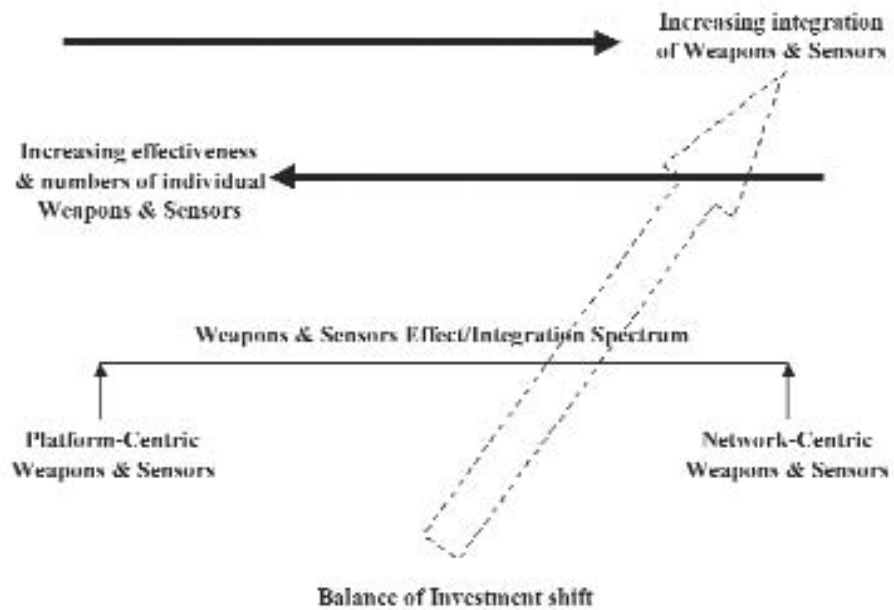 Increasing integration
of Weapons & Sensors
Increasing effectiveness
& numbers of individual
Weapons & Sensors
Weapons & Sensors Effect/Integration Spectrum
Platform-Centric
Weapons & Sensors
Network-Centric
Weapons & Sensors
Balance of Investment shift